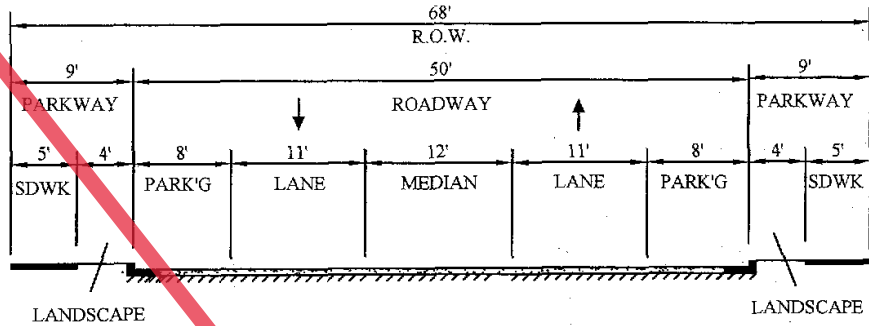 68'
R.O.W.
9' 50' 9'
PARKWAY ROADWAY PARKWAY
5' 4' 8' 11' 12' 11' 8' 4' 5'
SDWK PARK'G LANE MEDIAN LANE PARK'G SDWK
LANDSCAPE LANDSCAPE